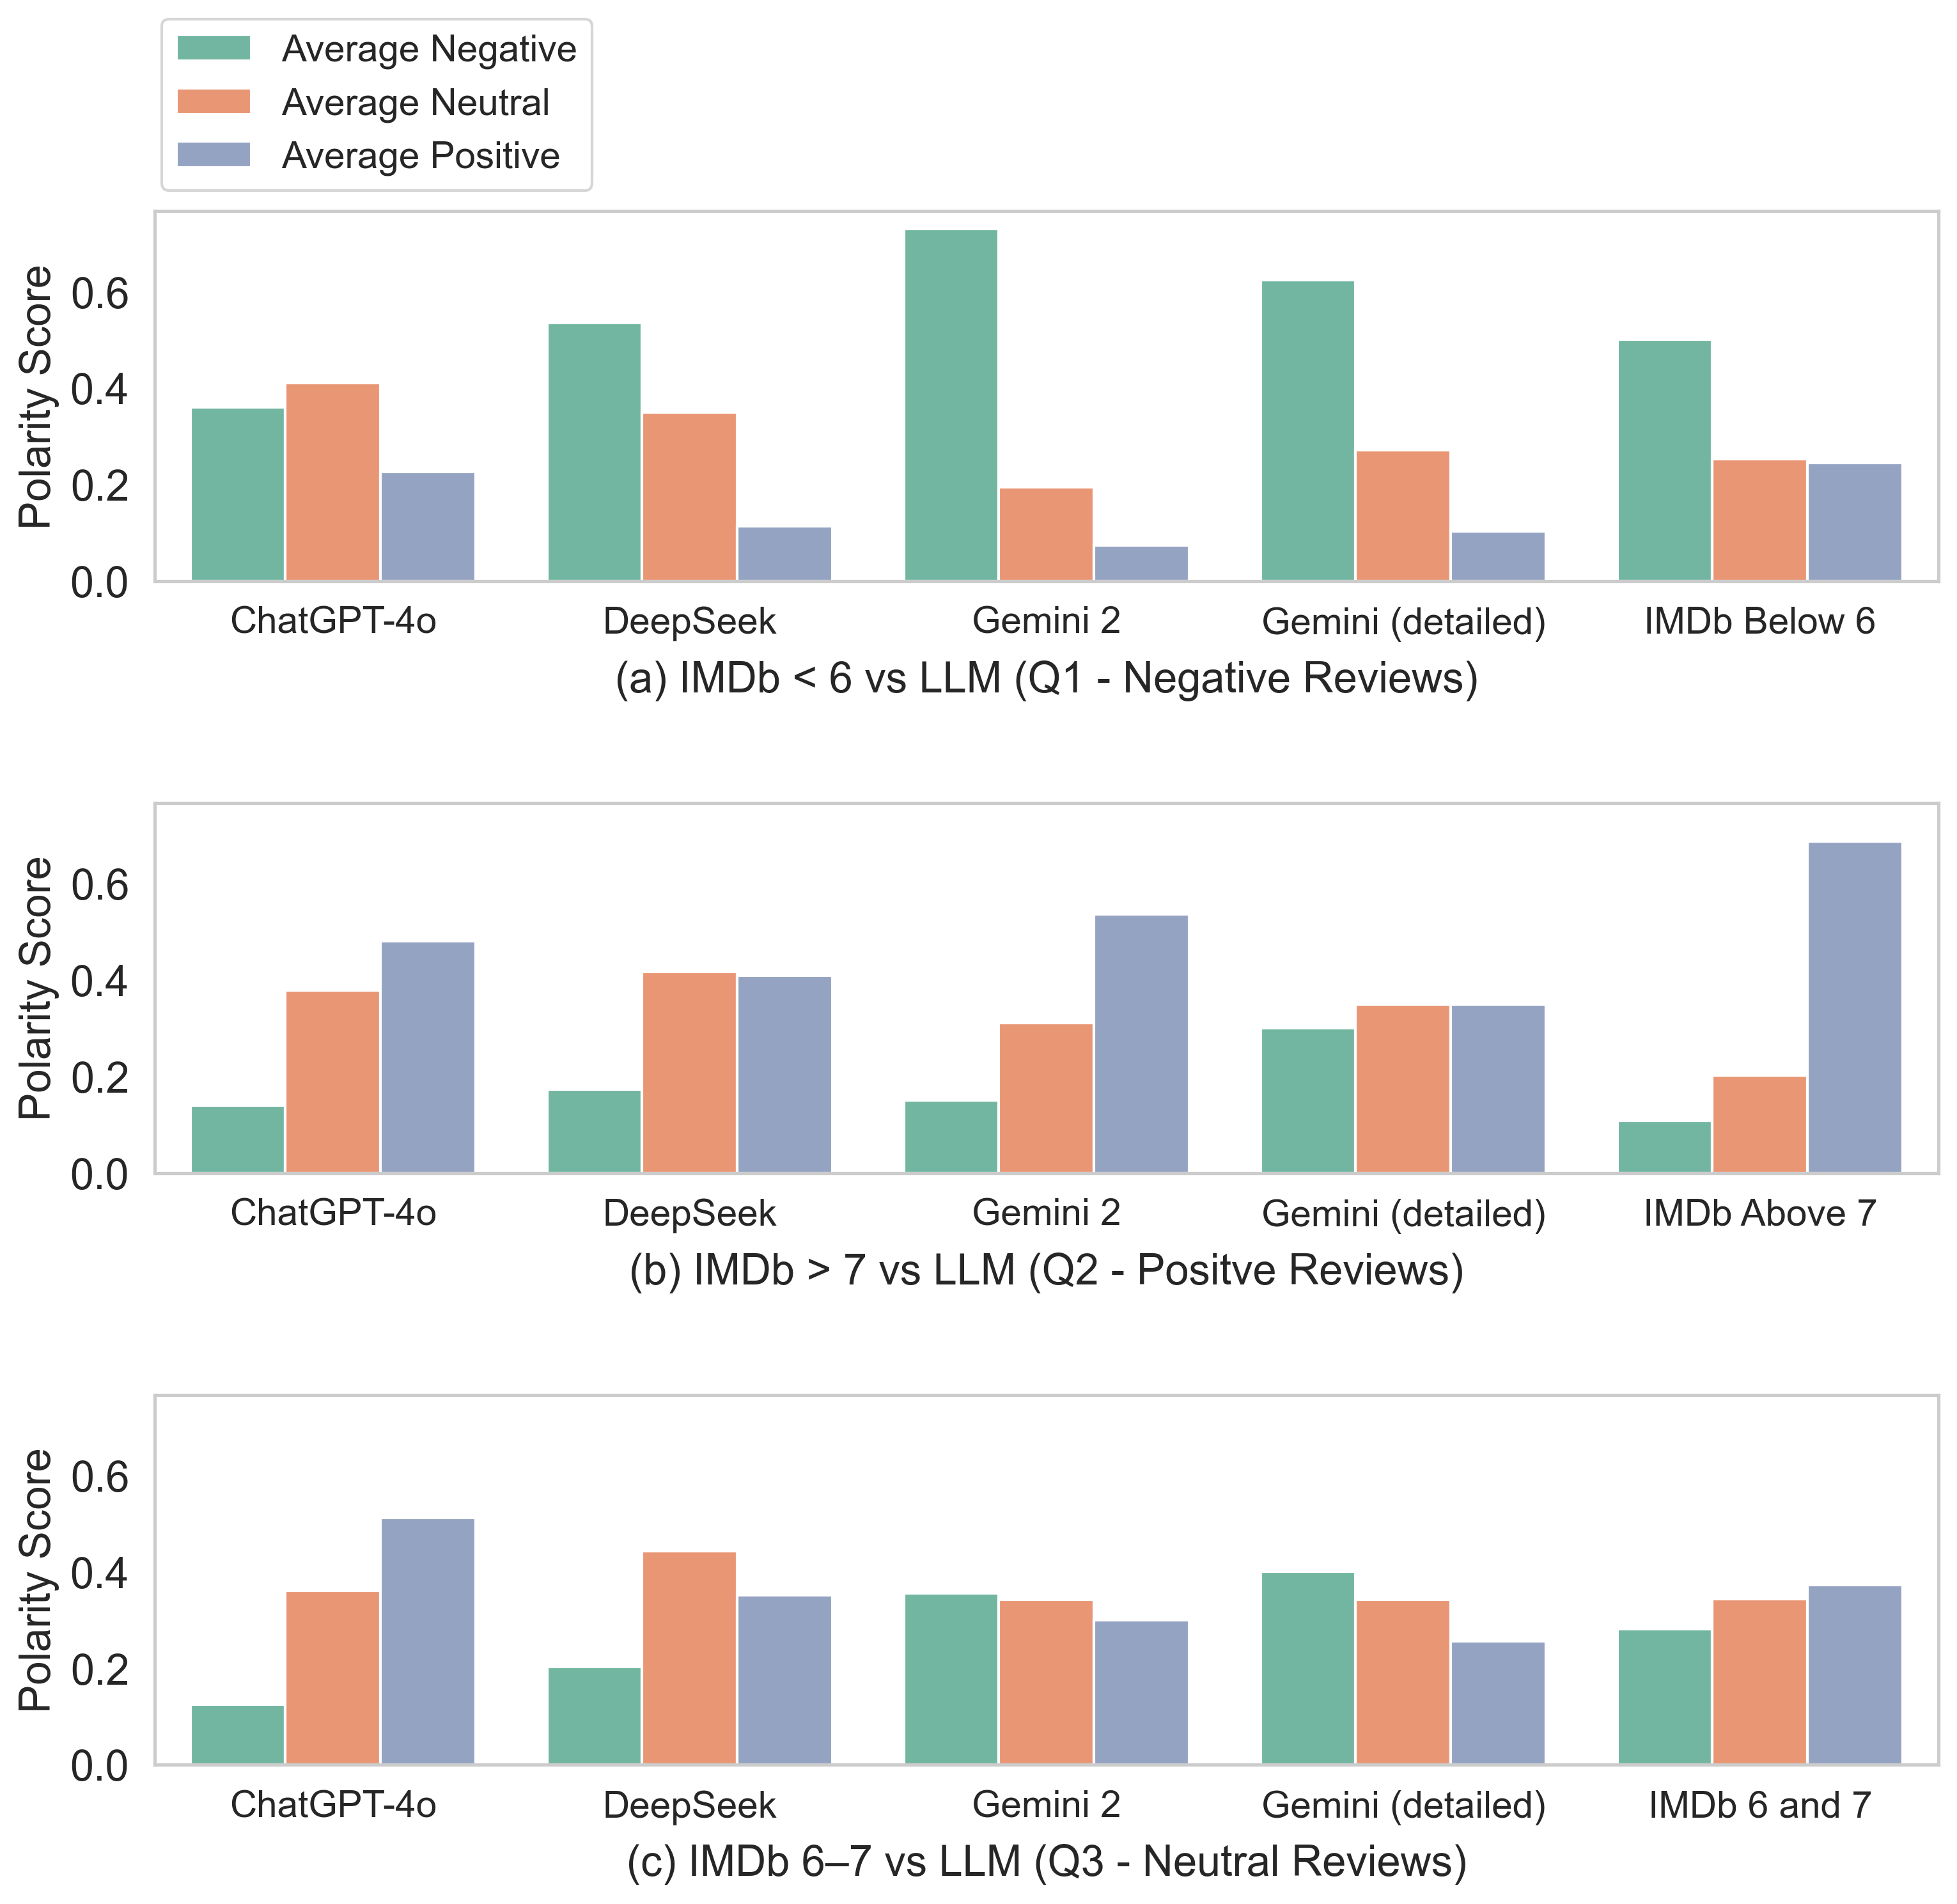 Average Negative
Average Neutral
Average Positive
Polarity Score
0.6
0.4
0.2
0.0
ChatGPT-4o DeepSeek Gemini 2 Gemini (detailed) IMDb Below 6
(a) IMDb < 6 vs LLM (Q1 - Negative Reviews)
Polarity Score
0.6
0.4
0.2
0.0
ChatGPT-4o DeepSeek Gemini 2 Gemini (detailed) IMDb Above 7
(b) IMDb > 7 vs LLM (Q2 - Positve Reviews)
Polarity Score
0.6
0.4
0.2
0.0
ChatGPT-4o DeepSeek Gemini 2 Gemini (detailed) IMDb 6 and 7
(c) IMDb 6–7 vs LLM (Q3 - Neutral Reviews)